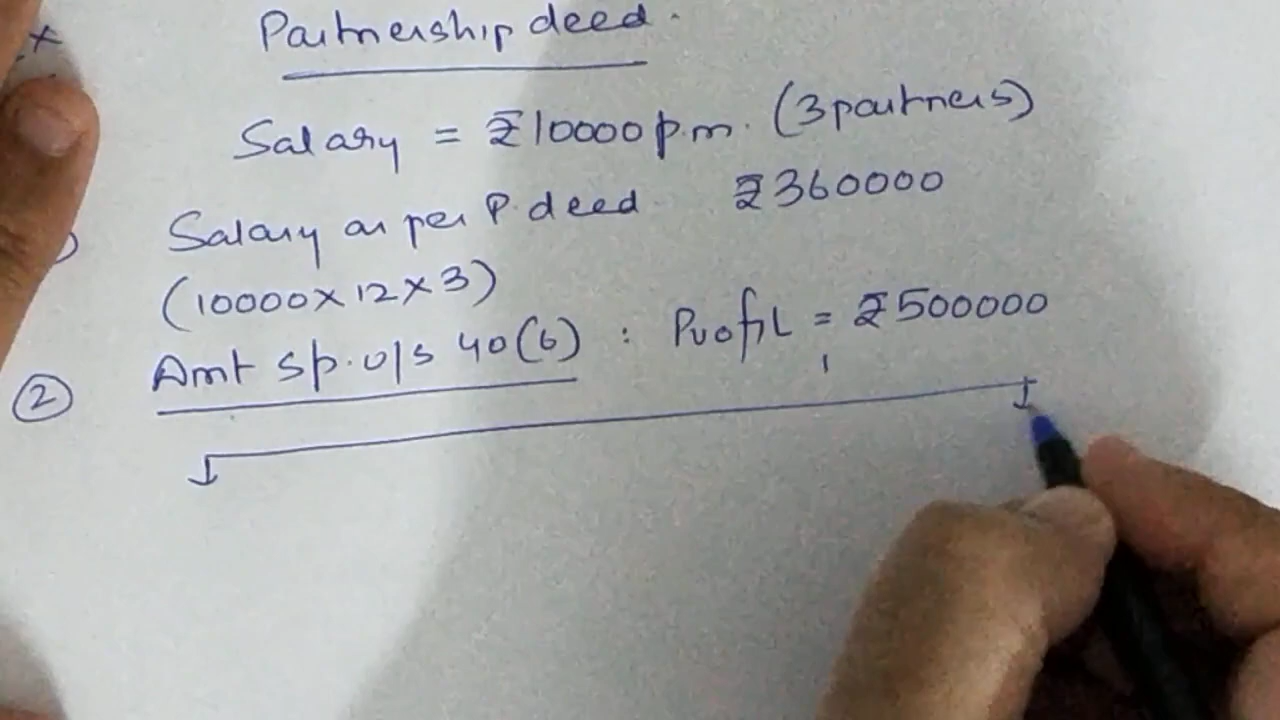 Partnership deed.
Salary = ₹10000 p.m. (3 partners)
Salary as per P. deed ₹360000
(10000 × 12 × 3)
② Amt sp. u/s 40(b) : Profit = ₹500000